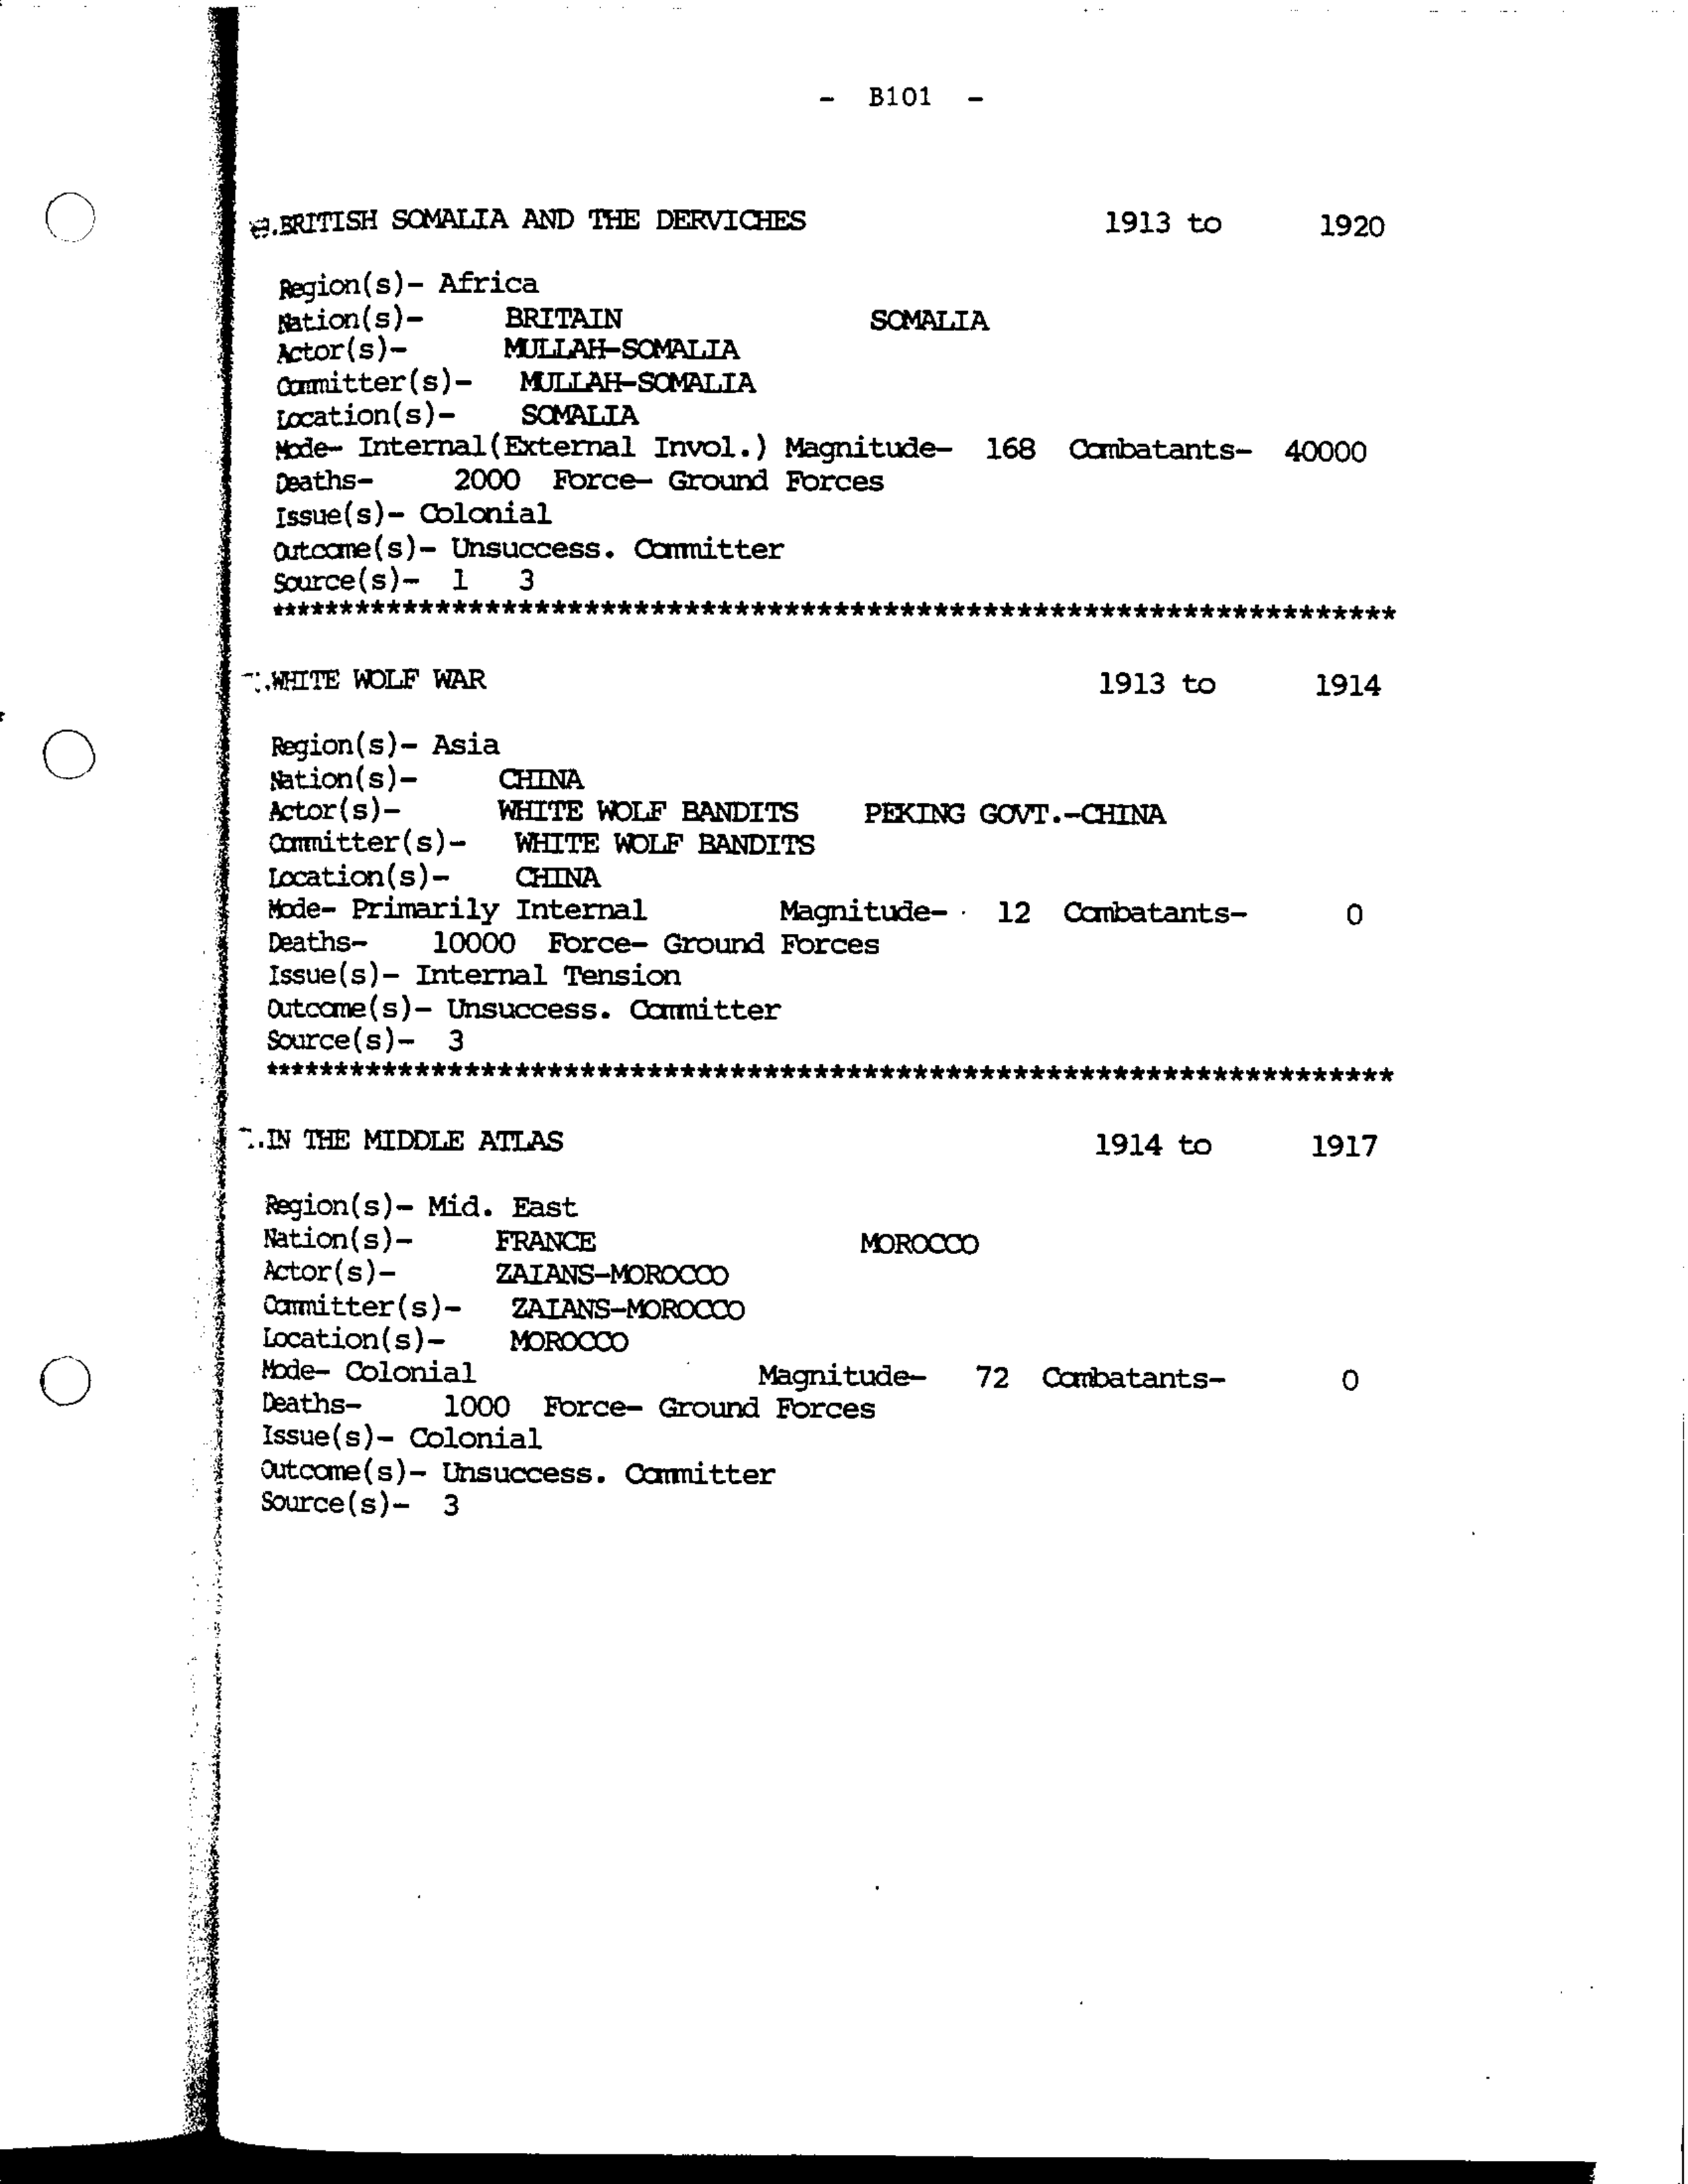 - B101 -
.BRITISH SOMALIA AND THE DERVICHES 1913 to 1920
Region(s)- Africa
Nation(s)- BRITAIN SOMALIA
Actor(s)- MULLAH-SOMALIA
Committer(s)- MULLAH-SOMALIA
Location(s)- SOMALIA
Mode- Internal(External Invol.) Magnitude- 168 Combatants- 40000
Deaths- 2000 Force- Ground Forces
Issue(s)- Colonial
Outcome(s)- Unsuccess. Committer
Source(s)- 1 3
********************************************************************
.WHITE WOLF WAR 1913 to 1914
Region(s)- Asia
Nation(s)- CHINA
Actor(s)- WHITE WOLF BANDITS PEKING GOVT.-CHINA
Committer(s)- WHITE WOLF BANDITS
Location(s)- CHINA
Mode- Primarily Internal Magnitude- 12 Combatants- 0
Deaths- 10000 Force- Ground Forces
Issue(s)- Internal Tension
Outcome(s)- Unsuccess. Committer
Source(s)- 3
********************************************************************
.IN THE MIDDLE ATLAS 1914 to 1917
Region(s)- Mid. East
Nation(s)- FRANCE MOROCCO
Actor(s)- ZAIANS-MOROCCO
Committer(s)- ZAIANS-MOROCCO
Location(s)- MOROCCO
Mode- Colonial Magnitude- 72 Combatants- 0
Deaths- 1000 Force- Ground Forces
Issue(s)- Colonial
Outcome(s)- Unsuccess. Committer
Source(s)- 3